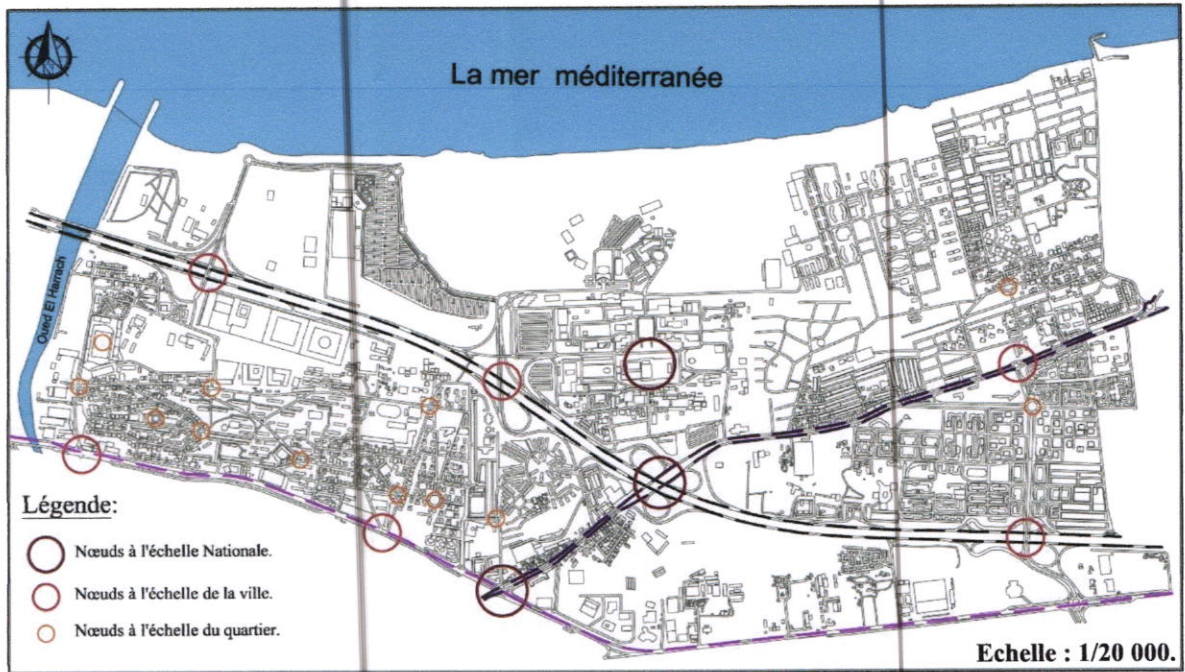 La mer méditerranée
Oued El Harrach
Légende:
Nœuds à l'échelle Nationale.
Nœuds à l'échelle de la ville.
Nœuds à l'échelle du quartier.
Echelle : 1/20 000.